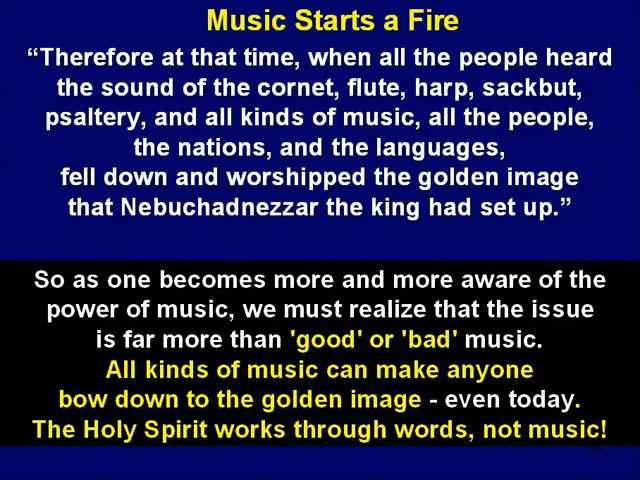 Music Starts a Fire
“Therefore at that time, when all the people heard
the sound of the cornet, flute, harp, sackbut,
psaltery, and all kinds of music, all the people,
the nations, and the languages,
fell down and worshipped the golden image
that Nebuchadnezzar the king had set up.”
So as one becomes more and more aware of the
power of music, we must realize that the issue
is far more than 'good' or 'bad' music.
All kinds of music can make anyone
bow down to the golden image - even today.
The Holy Spirit works through words, not music!